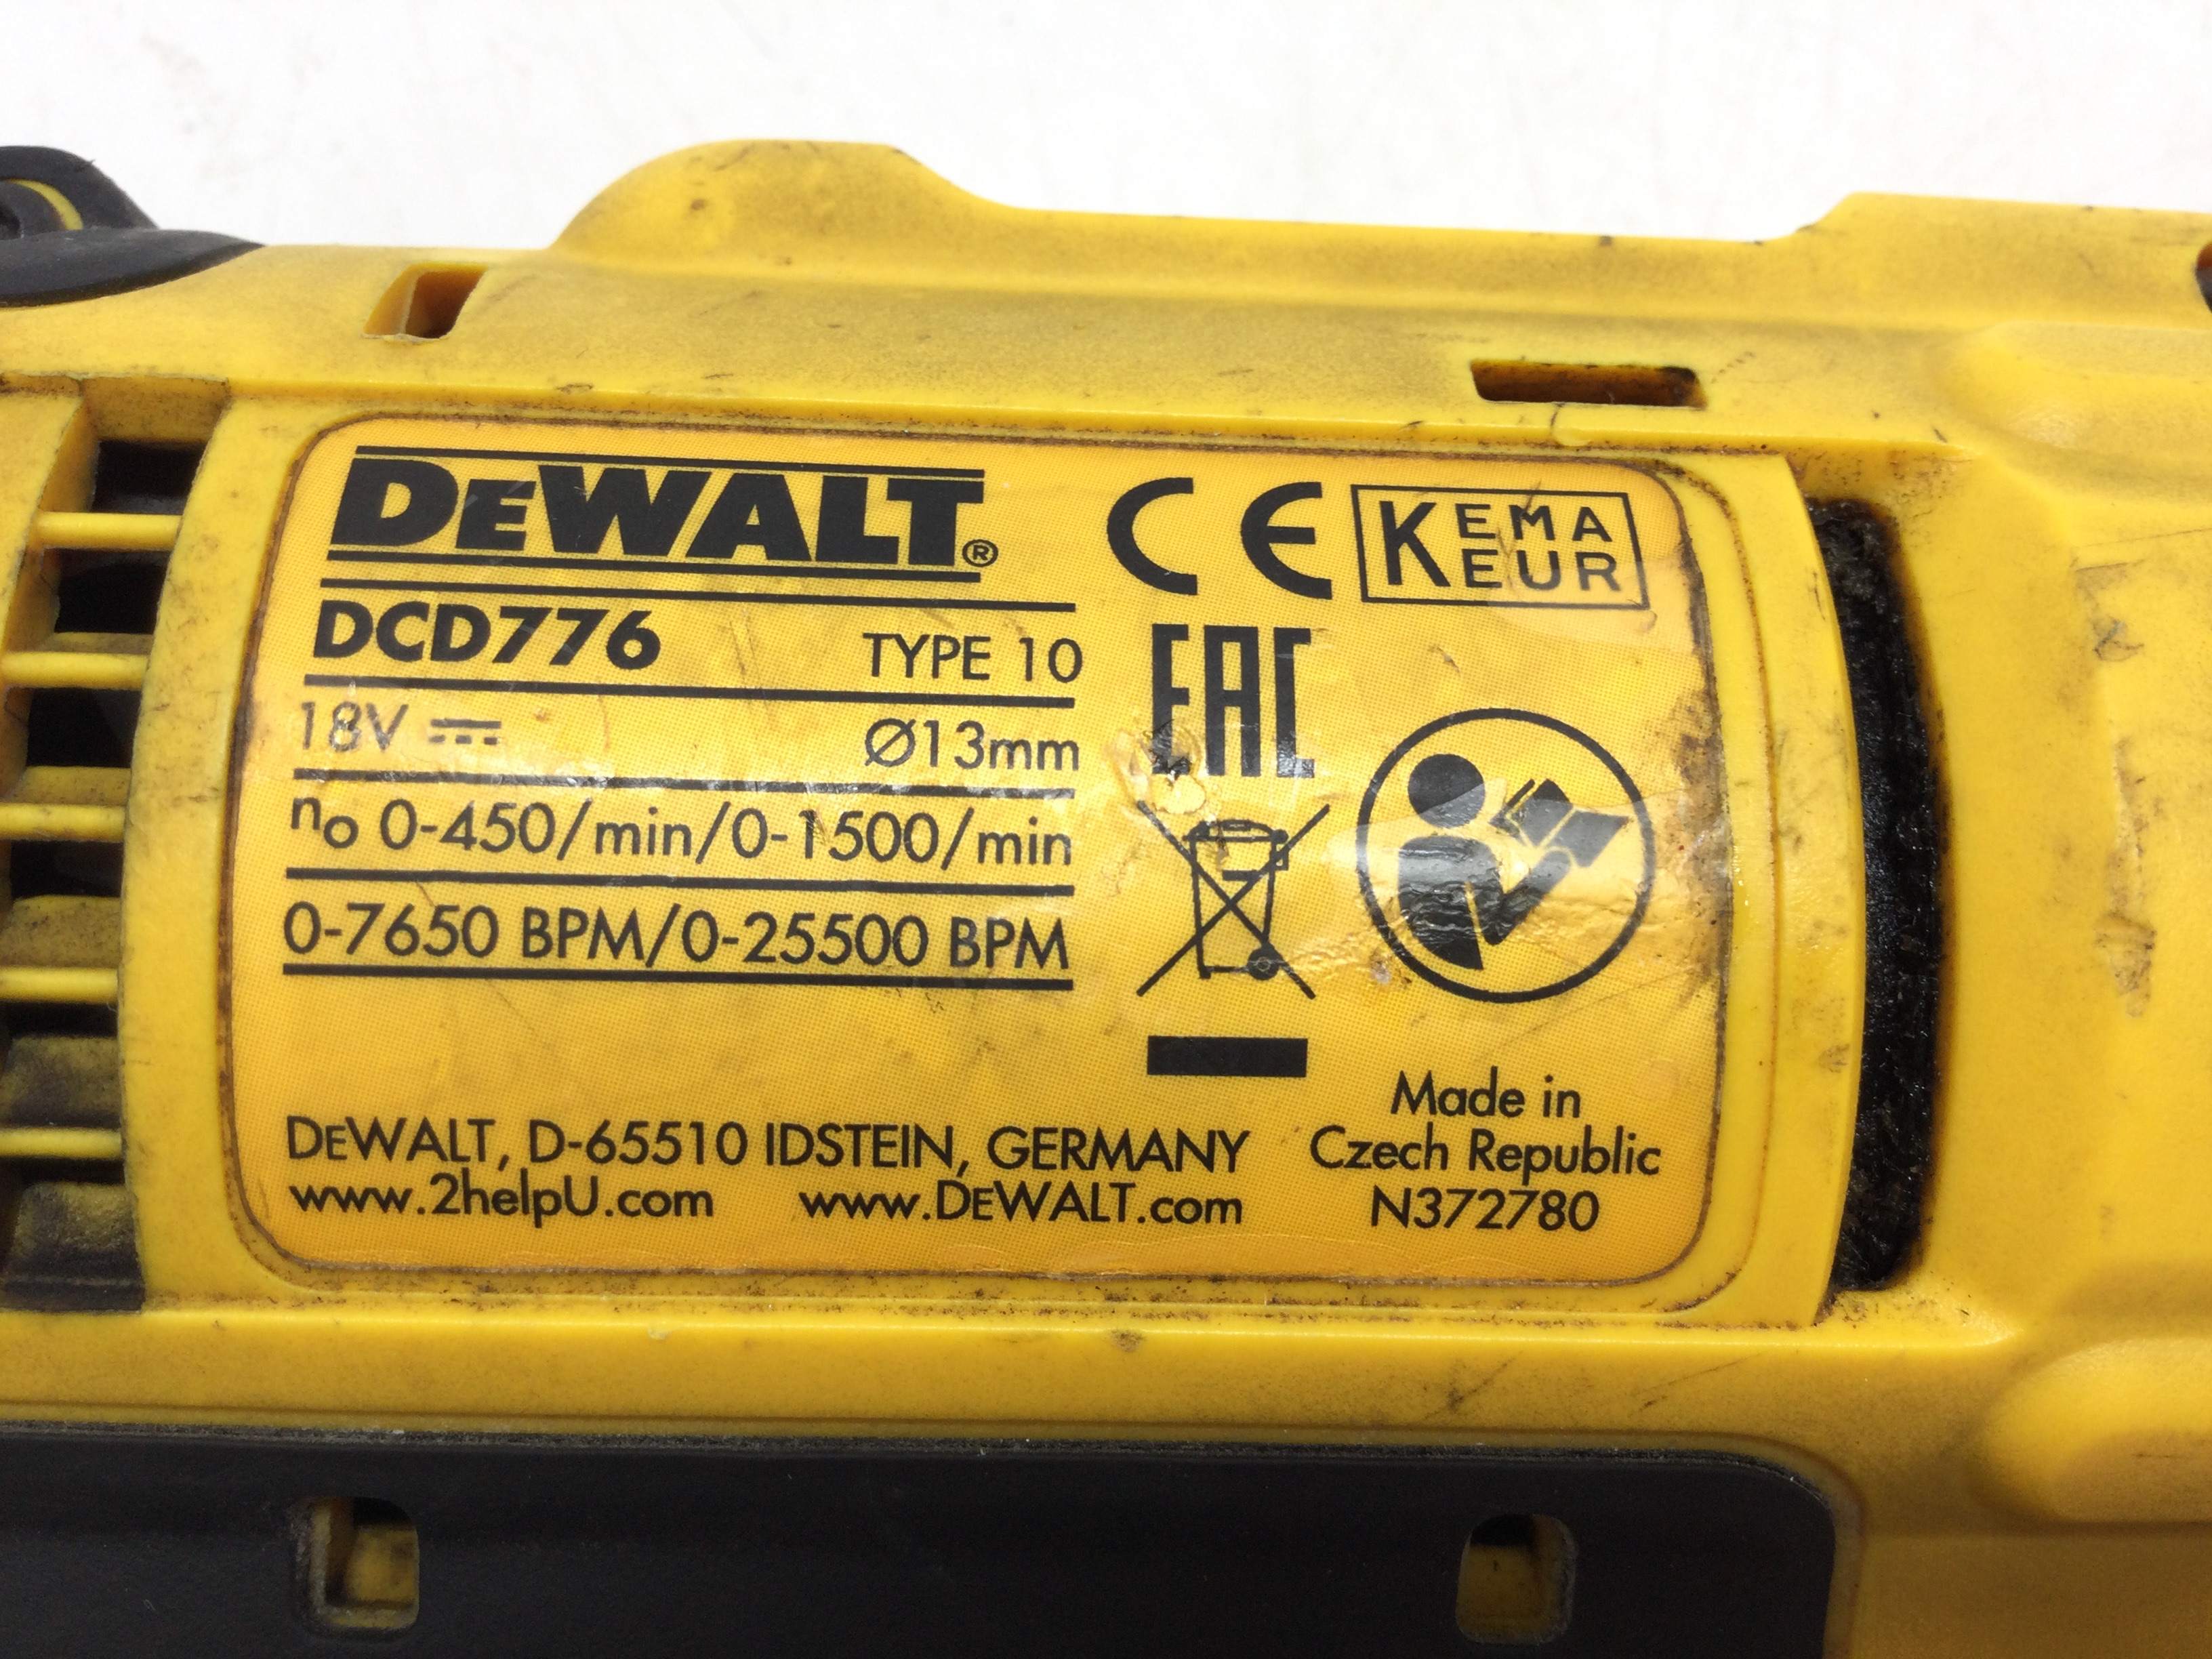 DEWALT®
CE KEMA KEUR
DCD776 TYPE 10
EAC
18V Ø13mm
no 0-450/min/0-1500/min
0-7650 BPM/0-25500 BPM
DEWALT, D-65510 IDSTEIN, GERMANY
www.2helpU.com www.DEWALT.com
Made in
Czech Republic
N372780